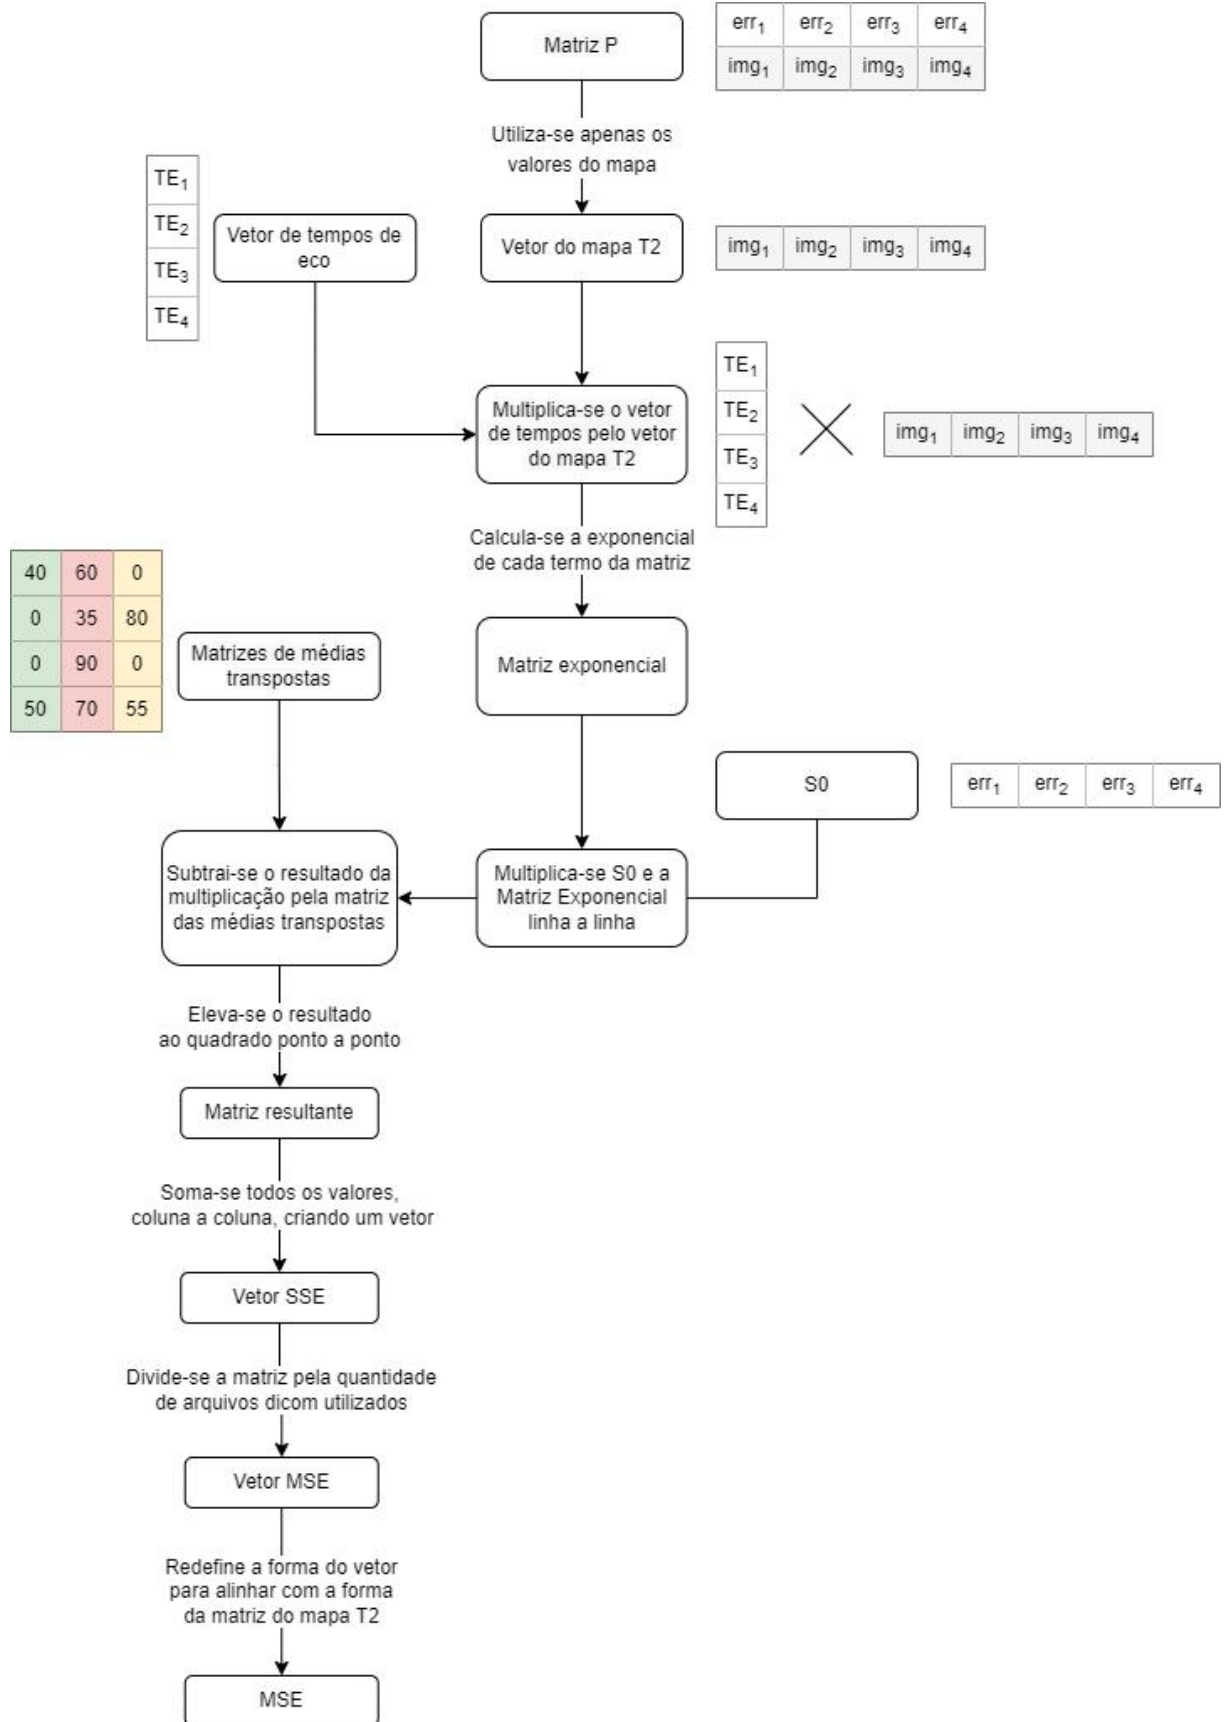 Matriz P
err1 err2 err3 err4
img1 img2 img3 img4
Utiliza-se apenas os
valores do mapa
TE1
TE2
TE3
TE4
Vetor de tempos de
eco
Vetor do mapa T2
img1 img2 img3 img4
Multiplica-se o vetor
de tempos pelo vetor
do mapa T2
TE1
TE2
TE3
TE4
img1 img2 img3 img4
Calcula-se a exponencial
de cada termo da matriz
40 60 0
0 35 80
0 90 0
50 70 55
Matrizes de médias
transpostas
Matriz exponencial
S0
err1 err2 err3 err4
Subtrai-se o resultado da
multiplicação pela matriz
das médias transpostas
Multiplica-se S0 e a
Matriz Exponencial
linha a linha
Eleva-se o resultado
ao quadrado ponto a ponto
Matriz resultante
Soma-se todos os valores,
coluna a coluna, criando um vetor
Vetor SSE
Divide-se a matriz pela quantidade
de arquivos dicom utilizados
Vetor MSE
Redefine a forma do vetor
para alinhar com a forma
da matriz do mapa T2
MSE